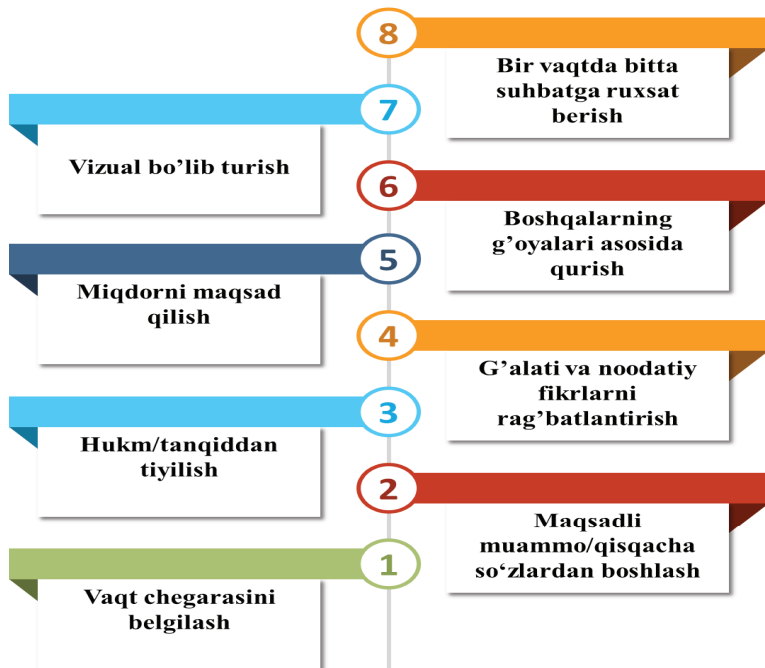 8
Bir vaqtda bitta
suhbatga ruxsat
berish
7
Vizual bo’lib turish
6
Boshqalarning
g’oyalari asosida
qurish
5
Miqdorni maqsad
qilish
4
G’alati va noodatiy
fikrlarni
rag’batlantirish
3
Hukm/tanqiddan
tiyilish
2
Maqsadli
muammo/qisqacha
so‘zlardan boshlash
1
Vaqt chegarasini
belgilash